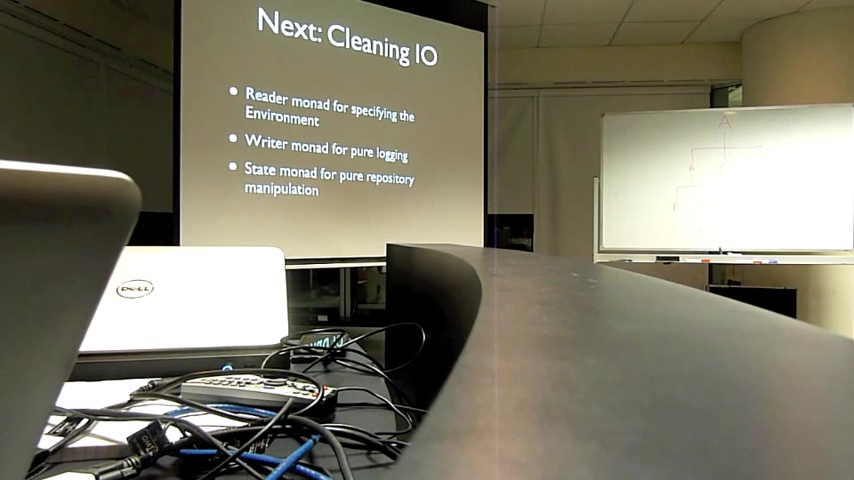 Next: Cleaning IO
• Reader monad for specifying the
Environment
• Writer monad for pure logging
• State monad for pure repository
manipulation
DELL
A